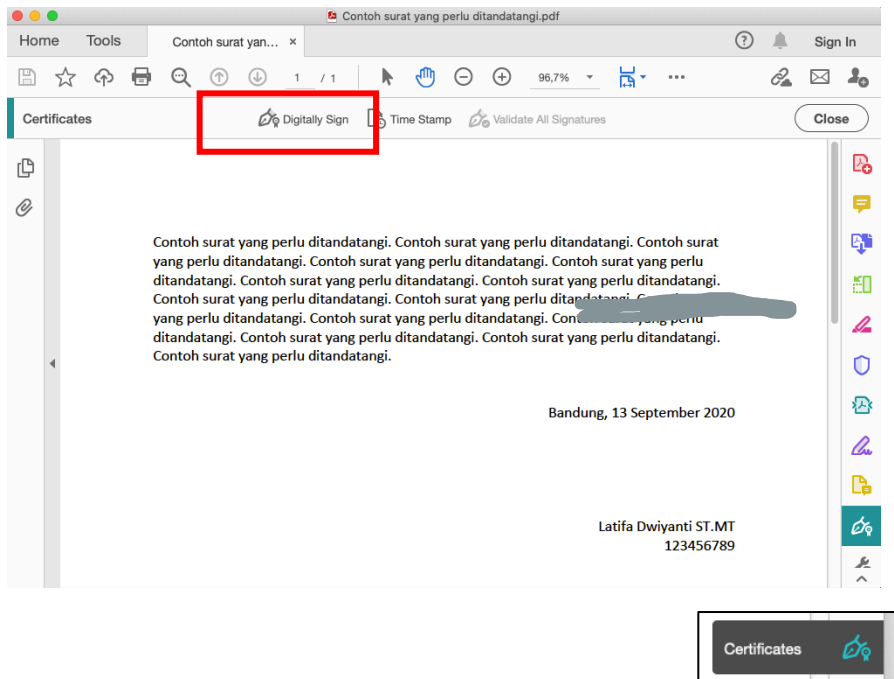 Contoh surat yang perlu ditandatangi.pdf
Home Tools Contoh surat yan... × ? Sign In
1 / 1 96,7%
Certificates Digitally Sign Time Stamp Validate All Signatures Close
Contoh surat yang perlu ditandatangi. Contoh surat yang perlu ditandatangi. Contoh surat
yang perlu ditandatangi. Contoh surat yang perlu ditandatangi. Contoh surat yang perlu
ditandatangi. Contoh surat yang perlu ditandatangi. Contoh surat yang perlu ditandatangi.
Contoh surat yang perlu ditandatangi. Contoh surat yang perlu ditandatangi.
yang perlu ditandatangi. Contoh surat yang perlu ditandatangi. yang perlu
ditandatangi. Contoh surat yang perlu ditandatangi. Contoh surat yang perlu ditandatangi.
Contoh surat yang perlu ditandatangi.
Bandung, 13 September 2020
Latifa Dwiyanti ST.MT
123456789
Certificates